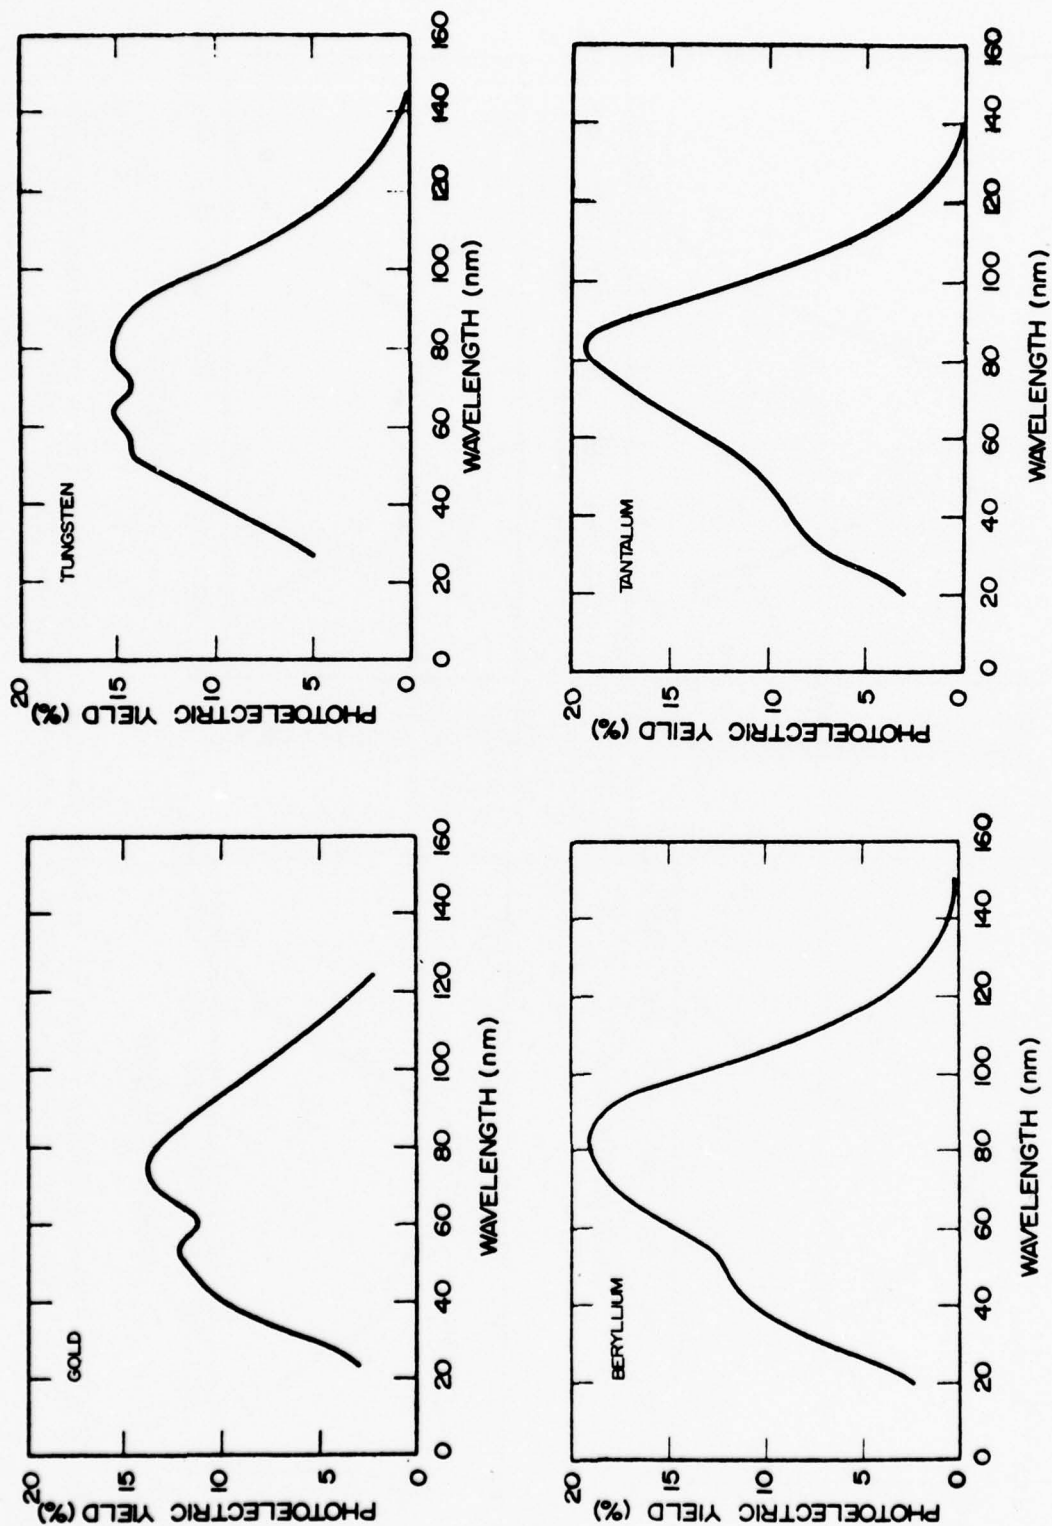 GOLD
PHOTOELECTRIC YIELD (%)
20
15
10
5
0
0 20 40 60 80 100 120 140 160
WAVELENGTH (nm)
TUNGSTEN
PHOTOELECTRIC YIELD (%)
20
15
10
5
0
0 20 40 60 80 100 120 140 160
WAVELENGTH (nm)
BERYLLIUM
PHOTOELECTRIC YIELD (%)
20
15
10
5
0
0 20 40 60 80 100 120 140 160
WAVELENGTH (nm)
TANTALUM
PHOTOELECTRIC YEILD (%)
20
15
10
5
0
0 20 40 60 80 100 120 140 160
WAVELENGTH (nm)